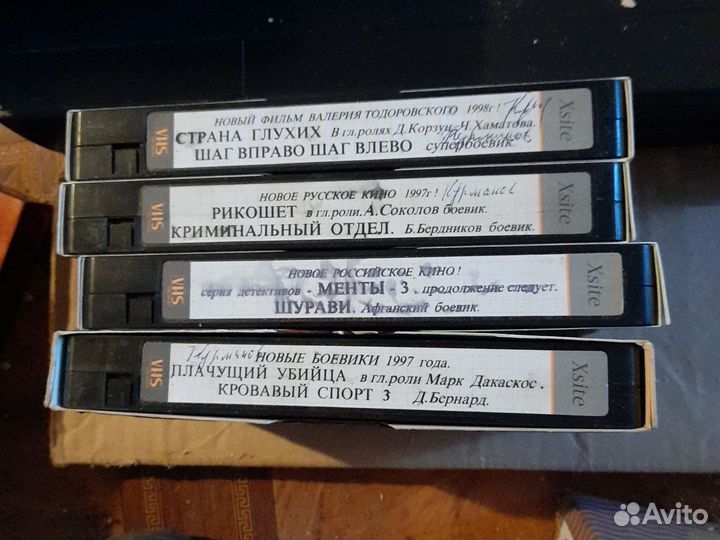 НОВЫЙ ФИЛЬМ ВАЛЕРИЯ ТОДОРОВСКОГО 1998г!
СТРАНА ГЛУХИХ В гл.ролях Д.Корзун-Ч.Хаматова.
ШАГ ВПРАВО ШАГ ВЛЕВО супербоевик.
VHS
Xsite
НОВОЕ РУССКОЕ КИНО 1997г! Курманов
РИКОШЕТ в гл.роли.А.Соколов боевик.
КРИМИНАЛЬНЫЙ ОТДЕЛ. Б.Бердников боевик.
VHS
Xsite
НОВОЕ РОССИЙСКОЕ КИНО!
серия детективов - МЕНТЫ - 3 . продолжение следует.
ШУРАВИ. Афганский боевик.
VHS
Xsite
Курманов НОВЫЕ БОЕВИКИ 1997 года.
ПЛАЧУЩИЙ УБИЙЦА в гл.роли Марк Дакаскос.
КРОВАВЫЙ СПОРТ 3 Д.Бернард.
VHS
Xsite
Avito